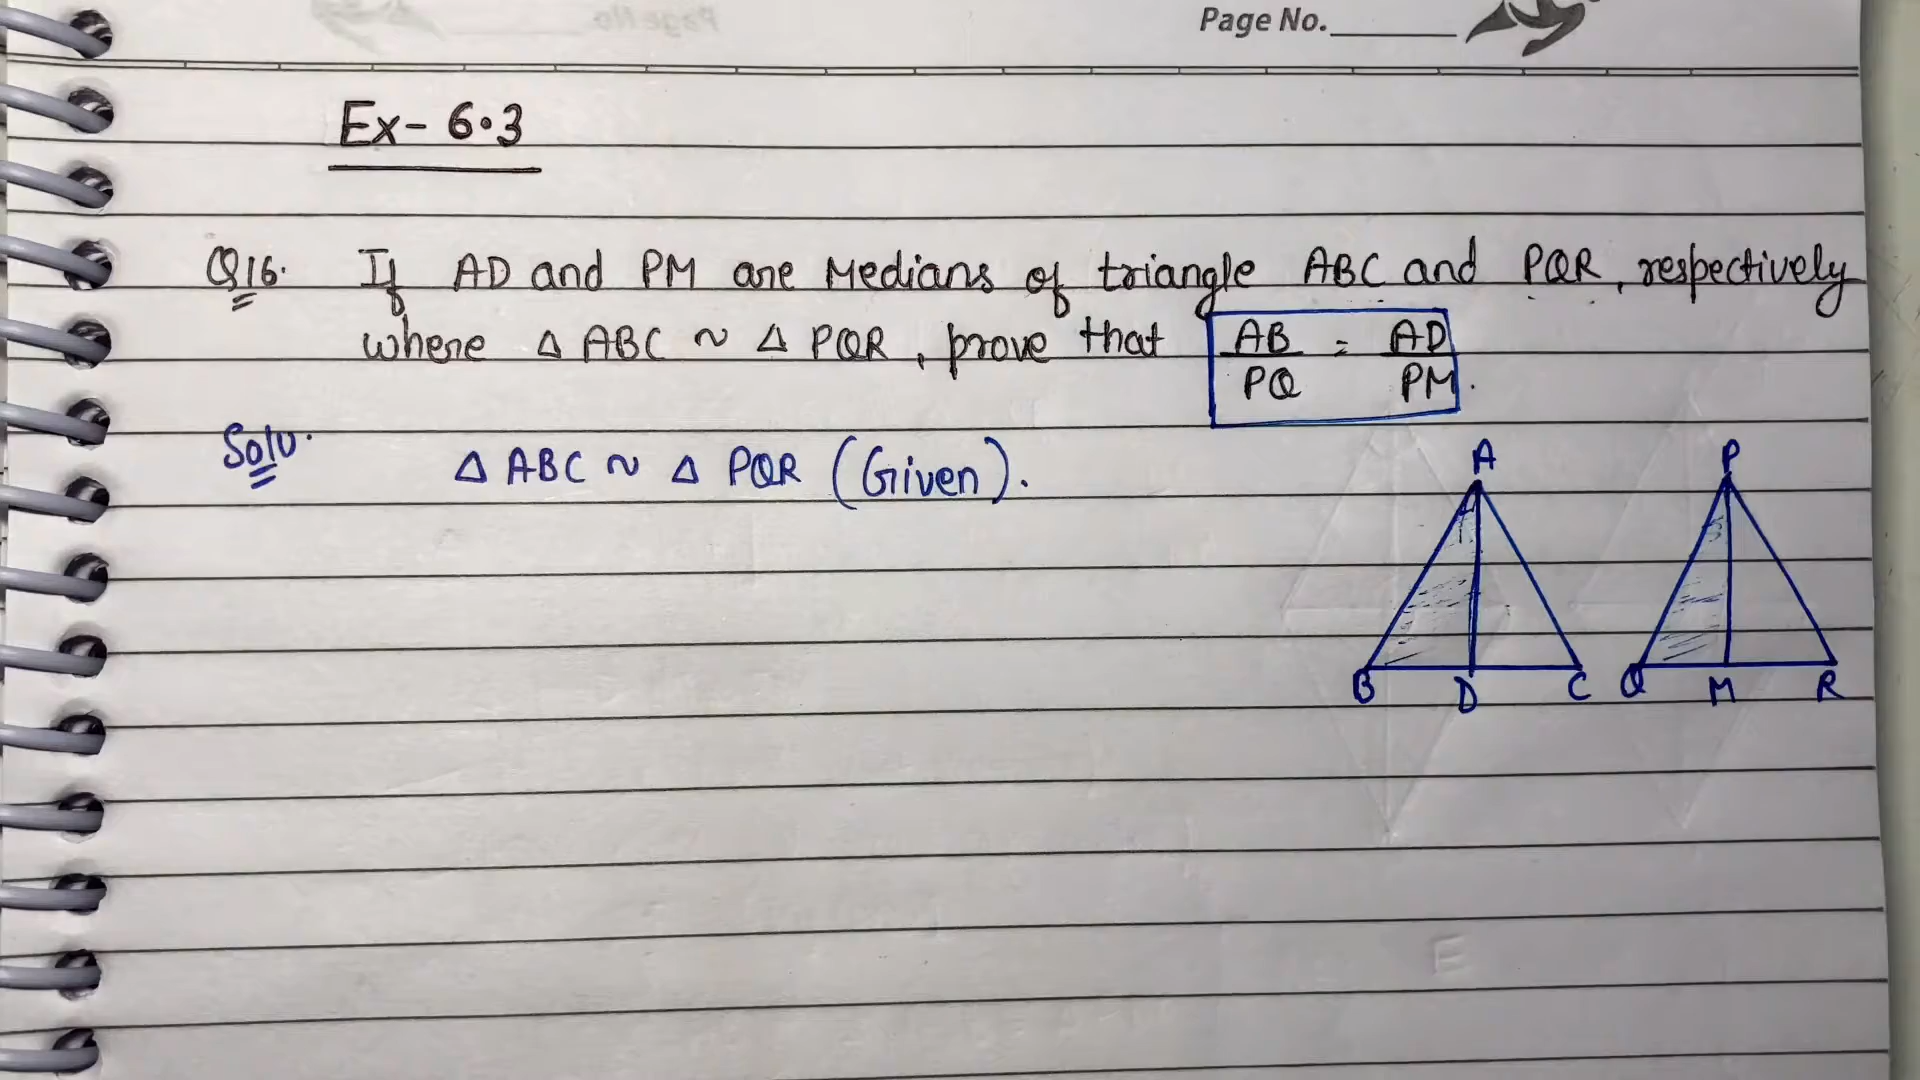 Page No.
Ex- 6.3
Q16. If AD and PM are Medians of triangle ABC and PQR, respectively
where △ ABC ~ △ PQR, prove that AB/PQ = AD/PM.
Solu. △ ABC ~ △ PQR (Given).
A P
B D C Q M R